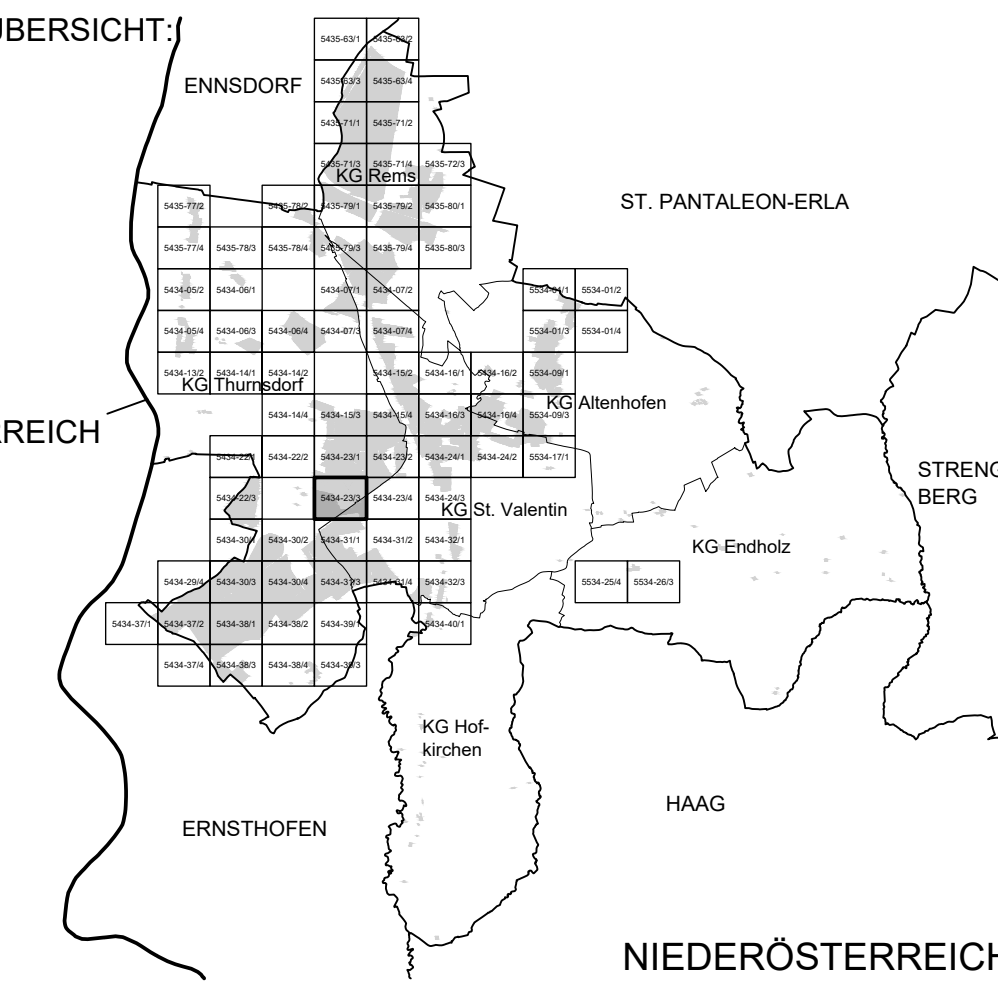 ÜBERSICHT:
5435-63/1 5435-63/2
ENNSDORF
5435-63/3 5435-63/4
5435-71/1 5435-71/2
5435-71/3 5435-71/4 5435-72/3
KG Rems
ST. PANTALEON-ERLA
5435-77/2 5435-78/2 5435-79/1 5435-79/2 5435-80/1
5435-77/4 5435-78/3 5435-78/4 5435-79/3 5435-79/4 5435-80/3
5434-05/2 5434-06/1 5434-07/1 5434-07/2 5534-01/1 5534-01/2
5434-05/4 5434-06/3 5434-06/4 5434-07/3 5434-07/4 5534-01/3 5534-01/4
5434-13/2 5434-14/1 5434-14/2 5434-15/2 5434-16/1 5434-16/2 5534-09/1
KG Thurnsdorf
KG Altenhofen
5434-14/4 5434-15/3 5434-15/4 5434-16/3 5434-16/4 5534-09/3
RREICH
5434-22/1 5434-22/2 5434-23/1 5434-23/2 5434-24/1 5434-24/2 5534-17/1
STRENG
BERG
5434-22/3 5434-23/3 5434-23/4 5434-24/3
KG St. Valentin
5434-30/1 5434-30/2 5434-31/1 5434-31/2 5434-32/1
KG Endholz
5434-29/4 5434-30/3 5434-30/4 5434-31/3 5434-31/4 5434-32/3 5534-25/4 5534-26/3
5434-37/1 5434-37/2 5434-38/1 5434-38/2 5434-39/1 5434-40/1
5434-37/4 5434-38/3 5434-38/4 5434-39/3
KG Hof-
kirchen
HAAG
ERNSTHOFEN
NIEDERÖSTERREICH